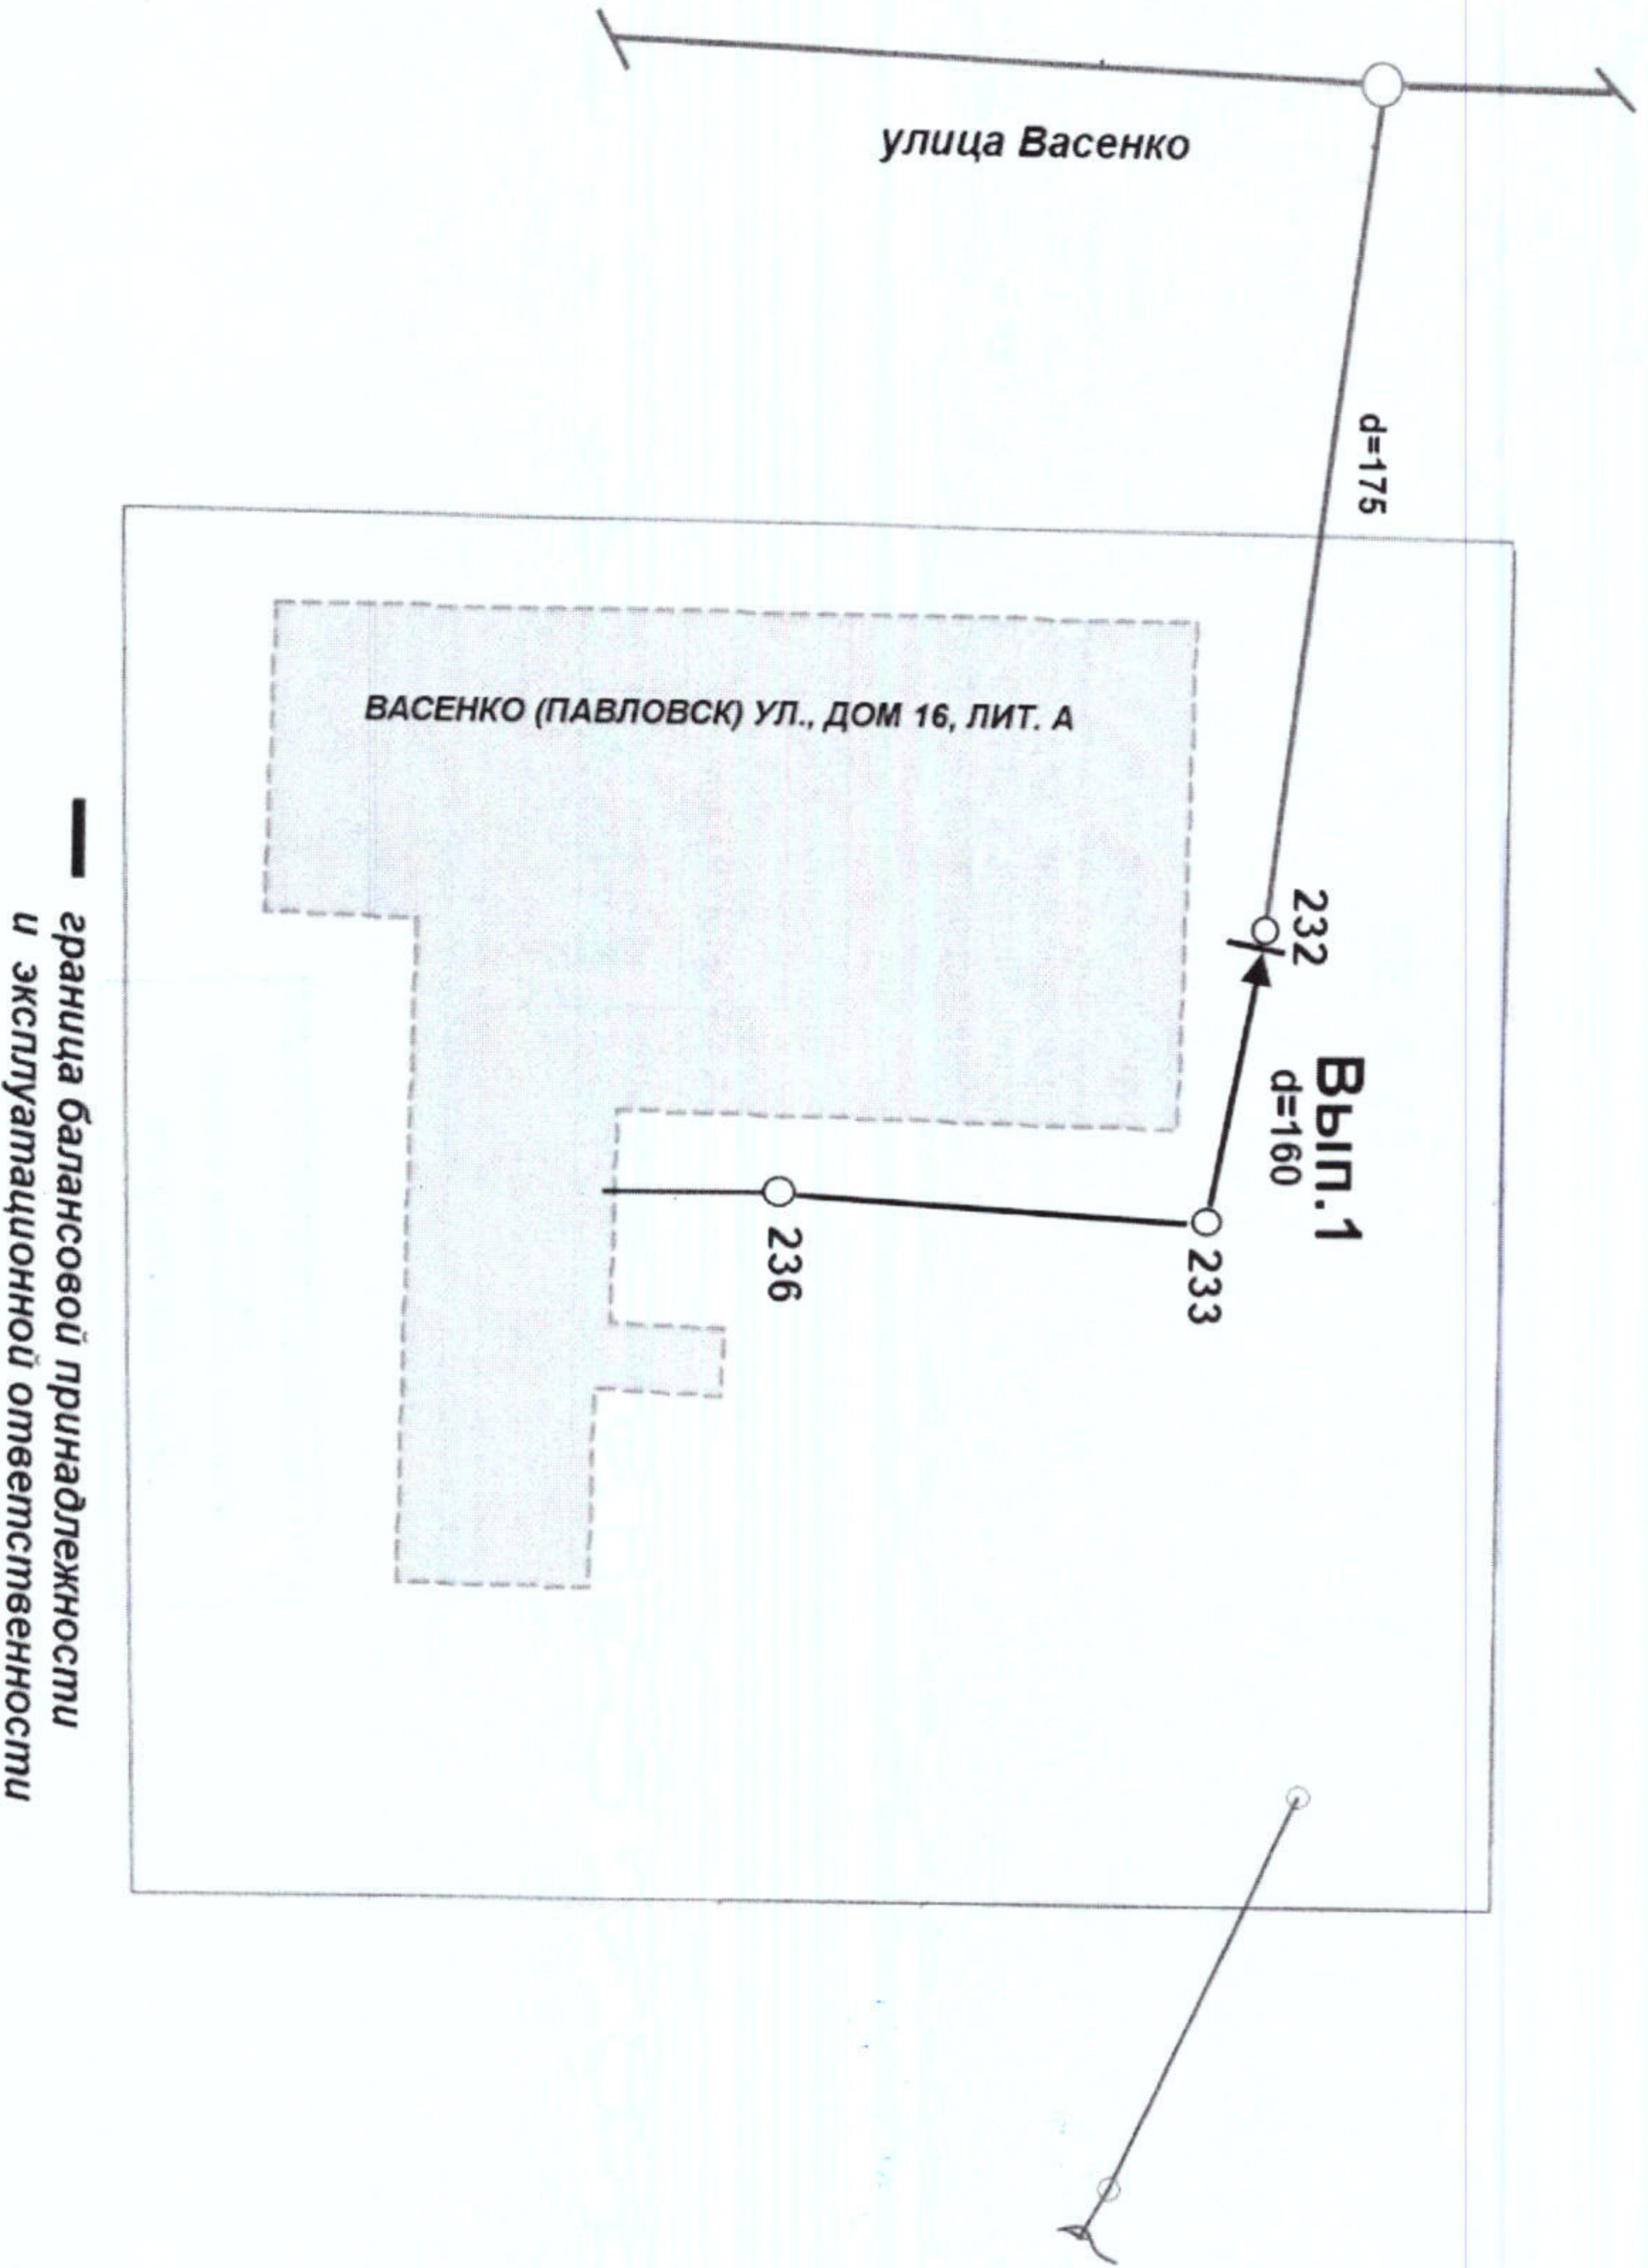 улица Васенко
d=175
ВАСЕНКО (ПАВЛОВСК) УЛ., ДОМ 16, ЛИТ. А
232
Вып.1
d=160
233
236
граница балансовой принадлежности
и эксплуатационной ответственности